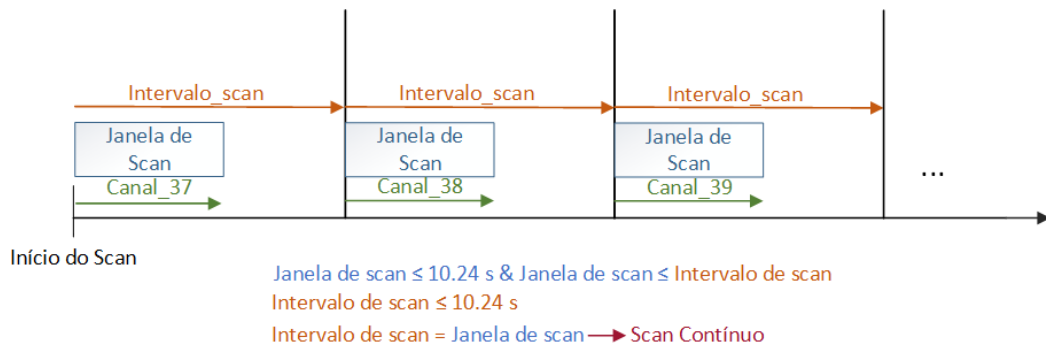 Intervalo_scan
Intervalo_scan
Intervalo_scan
Janela de
Scan
Janela de
Scan
Janela de
Scan
Canal_37
Canal_38
Canal_39
...
Início do Scan
Janela de scan ≤ 10.24 s & Janela de scan ≤ Intervalo de scan
Intervalo de scan ≤ 10.24 s
Intervalo de scan = Janela de scan → Scan Contínuo